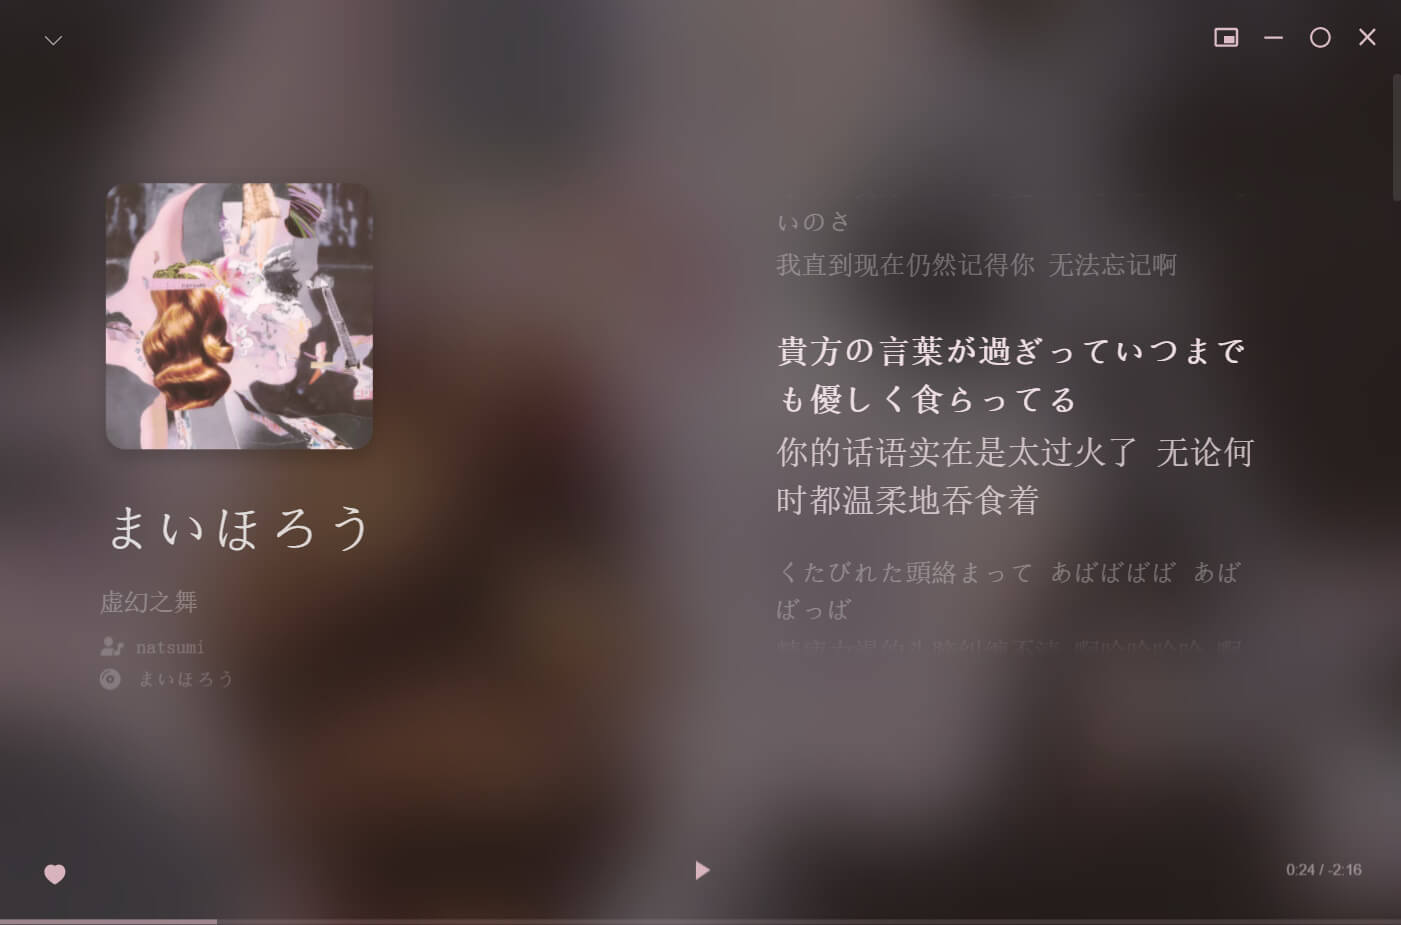 まいほろう
虚幻之舞
natsumi
まいほろう
いのさ
我直到现在仍然记得你 无法忘记啊
貴方の言葉が過ぎっていつまで
も優しく食らってる
你的话语实在是太过火了 无论何
时都温柔地吞食着
くたびれた頭絡まって あばばばば あば
ばっば
0:24 / -2:16